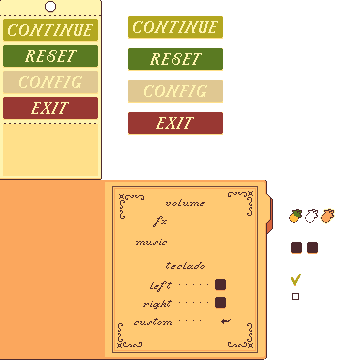 CONTINUE
RESET
CONFIG
EXIT
CONTINUE
RESET
CONFIG
EXIT
volume
fx
music
teclado
left .....
right .....
custom ....